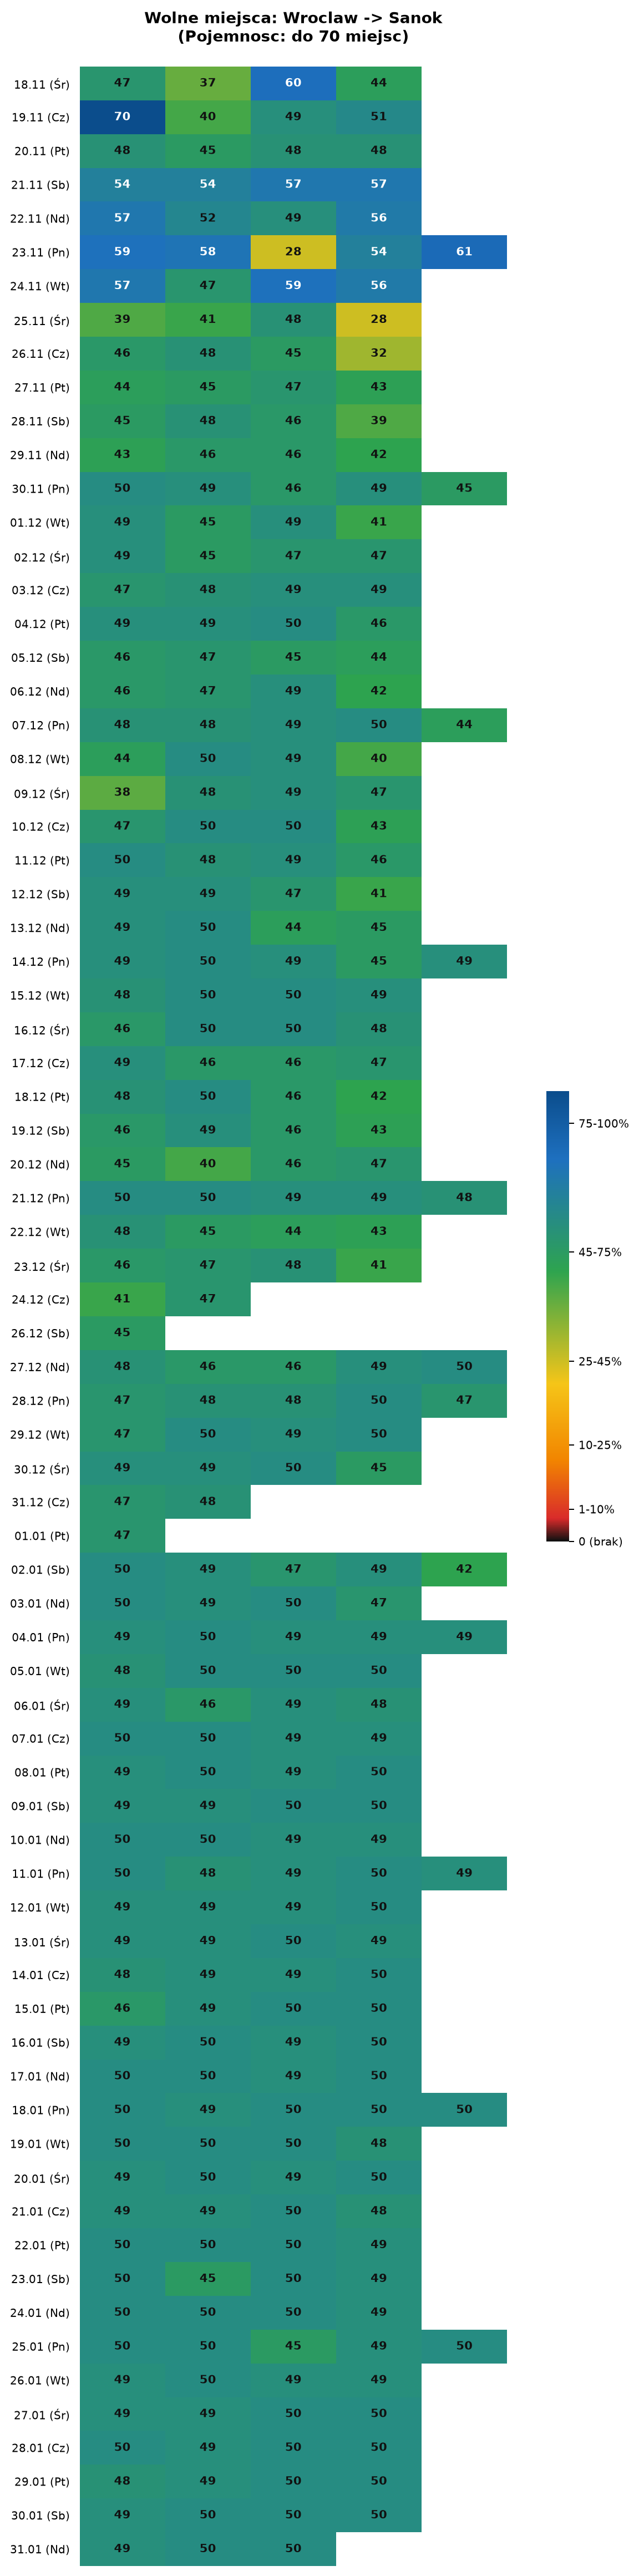 Wolne miejsca: Wroclaw -> Sanok
(Pojemnosc: do 70 miejsc)
18.11 (Śr) 47 37 60 44
19.11 (Cz) 70 40 49 51
20.11 (Pt) 48 45 48 48
21.11 (Sb) 54 54 57 57
22.11 (Nd) 57 52 49 56
23.11 (Pn) 59 58 28 54 61
24.11 (Wt) 57 47 59 56
25.11 (Śr) 39 41 48 28
26.11 (Cz) 46 48 45 32
27.11 (Pt) 44 45 47 43
28.11 (Sb) 45 48 46 39
29.11 (Nd) 43 46 46 42
30.11 (Pn) 50 49 46 49 45
01.12 (Wt) 49 45 49 41
02.12 (Śr) 49 45 47 47
03.12 (Cz) 47 48 49 49
04.12 (Pt) 49 49 50 46
05.12 (Sb) 46 47 45 44
06.12 (Nd) 46 47 49 42
07.12 (Pn) 48 48 49 50 44
08.12 (Wt) 44 50 49 40
09.12 (Śr) 38 48 49 47
10.12 (Cz) 47 50 50 43
11.12 (Pt) 50 48 49 46
12.12 (Sb) 49 49 47 41
13.12 (Nd) 49 50 44 45
14.12 (Pn) 49 50 49 45 49
15.12 (Wt) 48 50 50 49
16.12 (Śr) 46 50 50 48
17.12 (Cz) 49 46 46 47
18.12 (Pt) 48 50 46 42
19.12 (Sb) 46 49 46 43
20.12 (Nd) 45 40 46 47
21.12 (Pn) 50 50 49 49 48
22.12 (Wt) 48 45 44 43
23.12 (Śr) 46 47 48 41
24.12 (Cz) 41 47
26.12 (Sb) 45
27.12 (Nd) 48 46 46 49 50
28.12 (Pn) 47 48 48 50 47
29.12 (Wt) 47 50 49 50
30.12 (Śr) 49 49 50 45
31.12 (Cz) 47 48
01.01 (Pt) 47
02.01 (Sb) 50 49 47 49 42
03.01 (Nd) 50 49 50 47
04.01 (Pn) 49 50 49 49 49
05.01 (Wt) 48 50 50 50
06.01 (Śr) 49 46 49 48
07.01 (Cz) 50 50 49 49
08.01 (Pt) 49 50 49 50
09.01 (Sb) 49 49 50 50
10.01 (Nd) 50 50 49 49
11.01 (Pn) 50 48 49 50 49
12.01 (Wt) 49 49 49 50
13.01 (Śr) 49 49 50 49
14.01 (Cz) 48 49 49 50
15.01 (Pt) 46 49 50 50
16.01 (Sb) 49 50 49 50
17.01 (Nd) 50 50 49 50
18.01 (Pn) 50 49 50 50 50
19.01 (Wt) 50 50 50 48
20.01 (Śr) 49 50 49 50
21.01 (Cz) 49 49 50 48
22.01 (Pt) 50 50 50 49
23.01 (Sb) 50 45 50 49
24.01 (Nd) 50 50 50 49
25.01 (Pn) 50 50 45 49 50
26.01 (Wt) 49 50 49 49
27.01 (Śr) 49 49 50 50
28.01 (Cz) 50 49 50 50
29.01 (Pt) 48 49 50 50
30.01 (Sb) 49 50 50 50
31.01 (Nd) 49 50 50
75-100%
45-75%
25-45%
10-25%
1-10%
0 (brak)